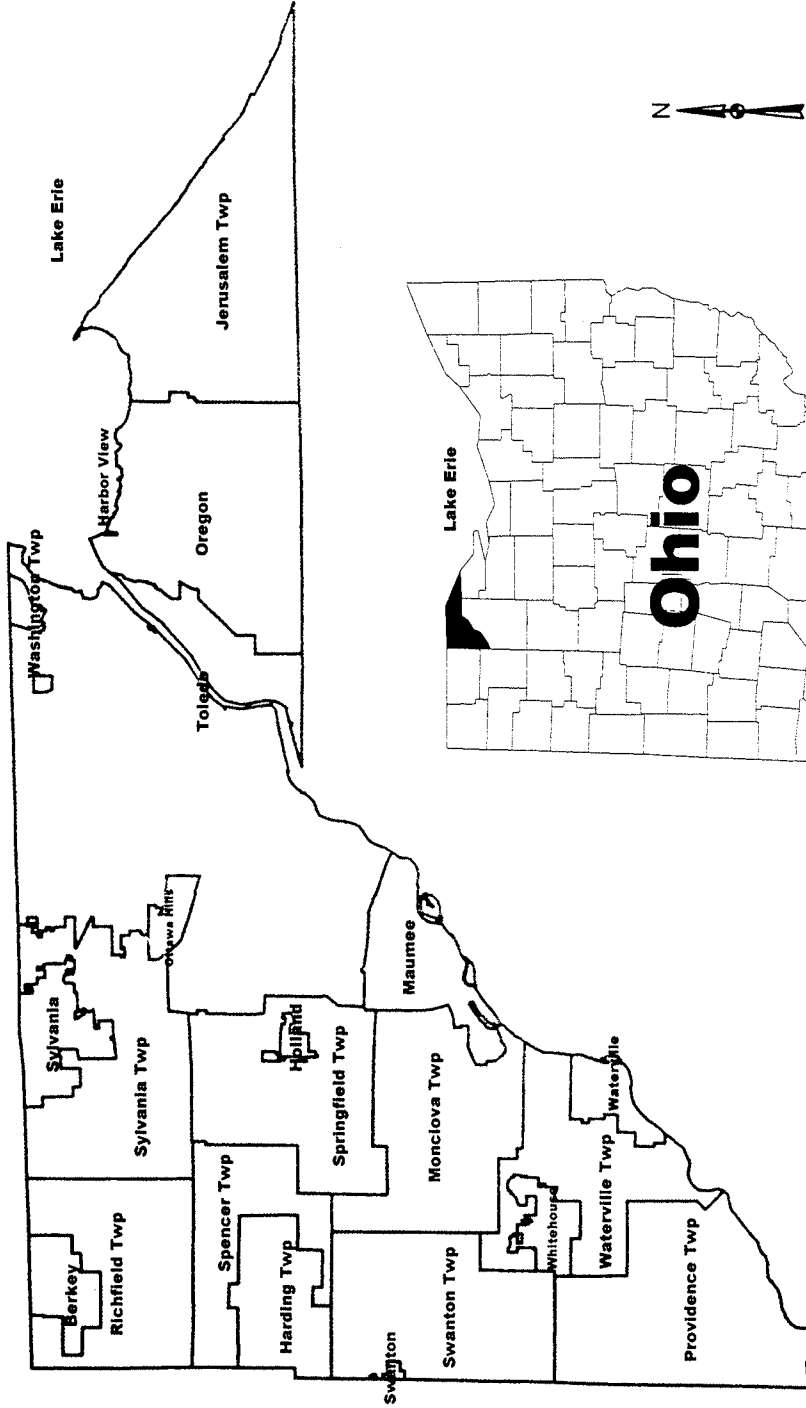 Washington Twp
Lake Erie
Sylvania
Harbor View
Berkey
Ottawa Hills
Richfield Twp
Sylvania Twp
Toledo
Oregon
Jerusalem Twp
Spencer Twp
Holland
Harding Twp
Springfield Twp
Swanton
Maumee
Swanton Twp
Monclova Twp
Whitehouse
Waterville Twp
Waterville
Providence Twp
Lake Erie
Ohio
N